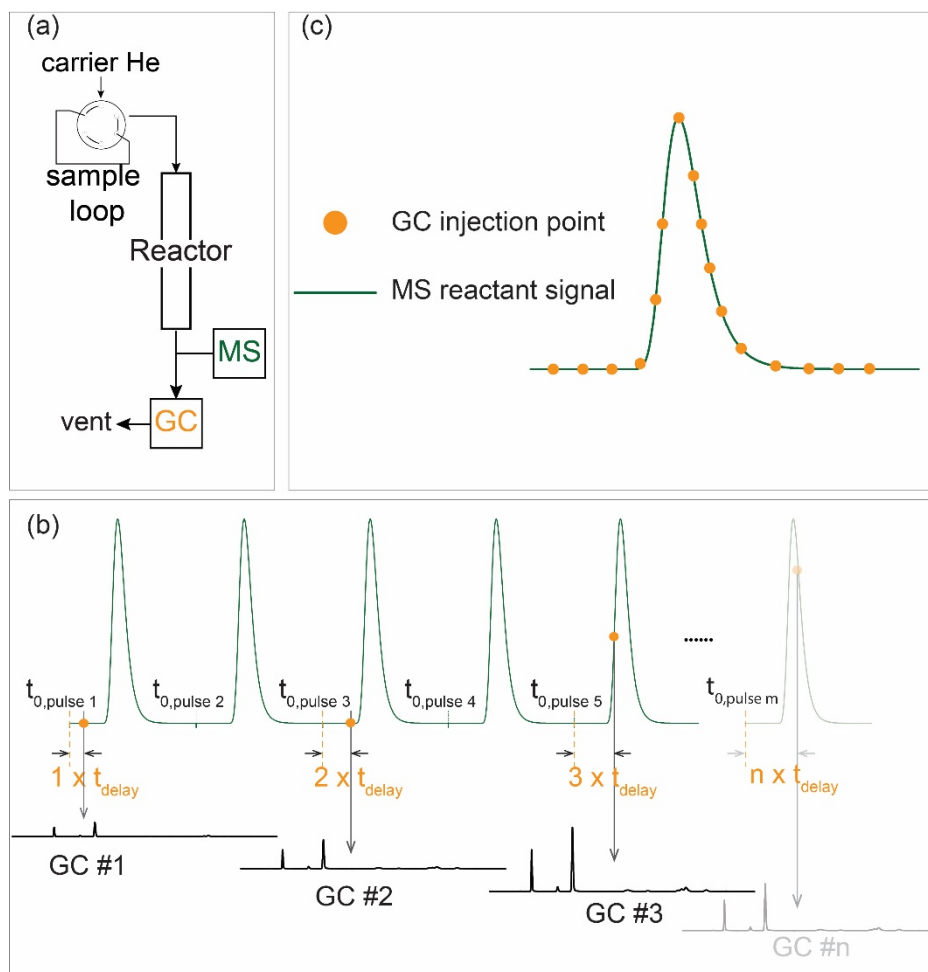 (a)
carrier He
sample
loop
Reactor
MS
GC
vent
(c)
GC injection point
MS reactant signal
(b)
t0,pulse 1
t0,pulse 2
t0,pulse 3
t0,pulse 4
t0,pulse 5
......
t0,pulse m
1 x tdelay
2 x tdelay
3 x tdelay
n x tdelay
GC #1
GC #2
GC #3
GC #n